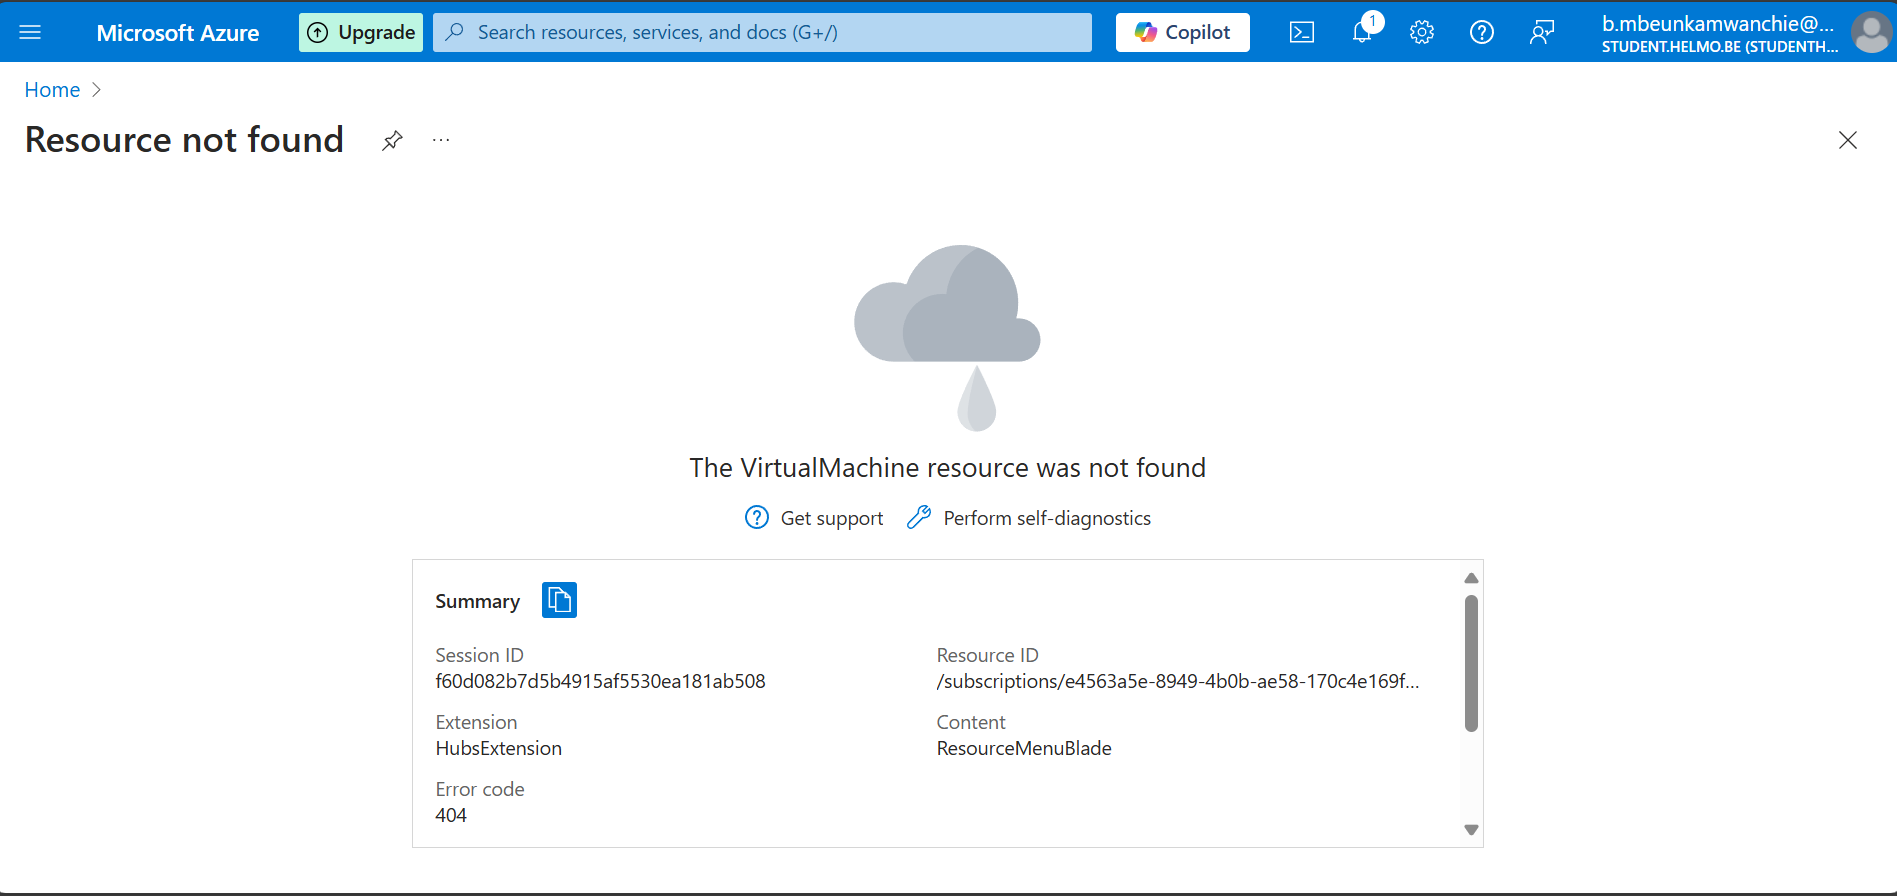 Microsoft Azure
Upgrade
Search resources, services, and docs (G+/)
Copilot
1
b.mbeunkamwanchie@...
STUDENT.HELMO.BE (STUDENTH...
Home
Resource not found
The VirtualMachine resource was not found
Get support
Perform self-diagnostics
Summary
Session ID
f60d082b7d5b4915af5530ea181ab508
Resource ID
/subscriptions/e4563a5e-8949-4b0b-ae58-170c4e169f...
Extension
HubsExtension
Content
ResourceMenuBlade
Error code
404